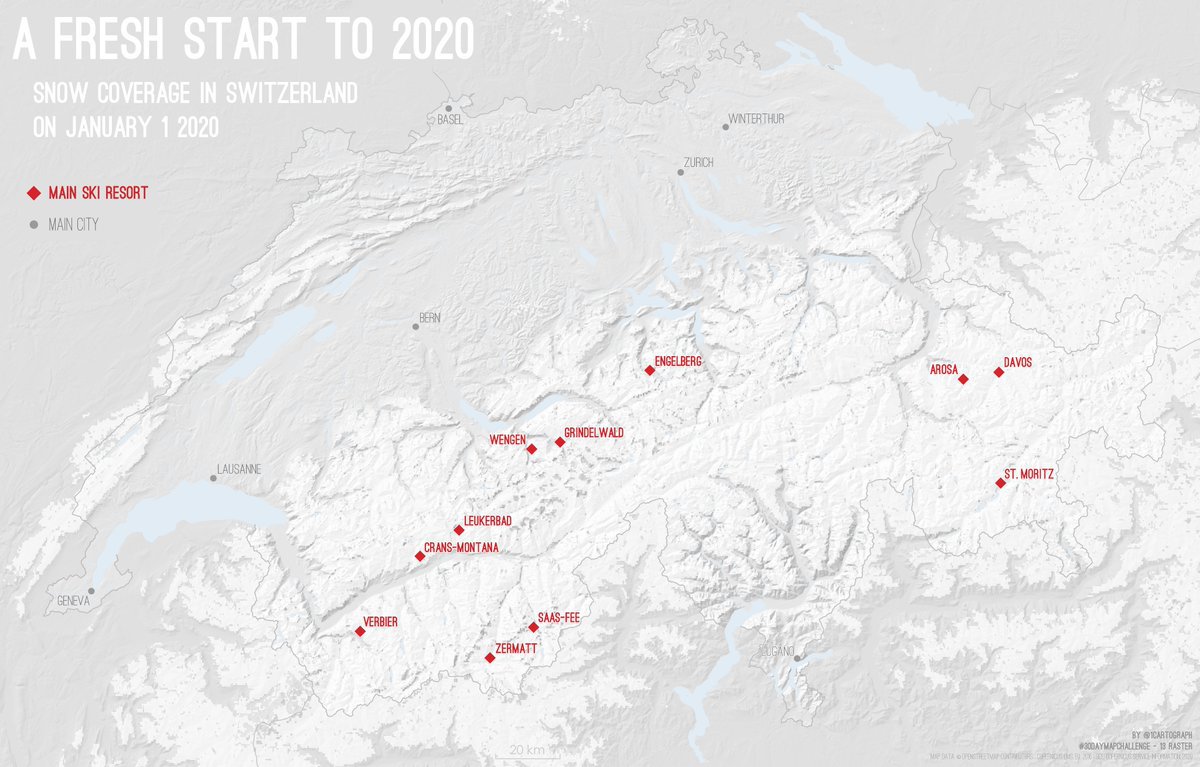 A FRESH START TO 2020
SNOW COVERAGE IN SWITZERLAND
ON JANUARY 1 2020
MAIN SKI RESORT
MAIN CITY
BASEL
WINTERTHUR
ZURICH
BERN
ENGELBERG
AROSA
DAVOS
WENGEN
GRINDELWALD
LAUSANNE
ST. MORITZ
LEUKERBAD
CRANS-MONTANA
GENEVA
VERBIER
SAAS-FEE
ZERMATT
LUGANO
20 km
BY @1CARTOGRAPH
#30DAYMAPCHALLENGE - 13 RASTER
MAP DATA © OPENSTREETMAP CONTRIBUTORS